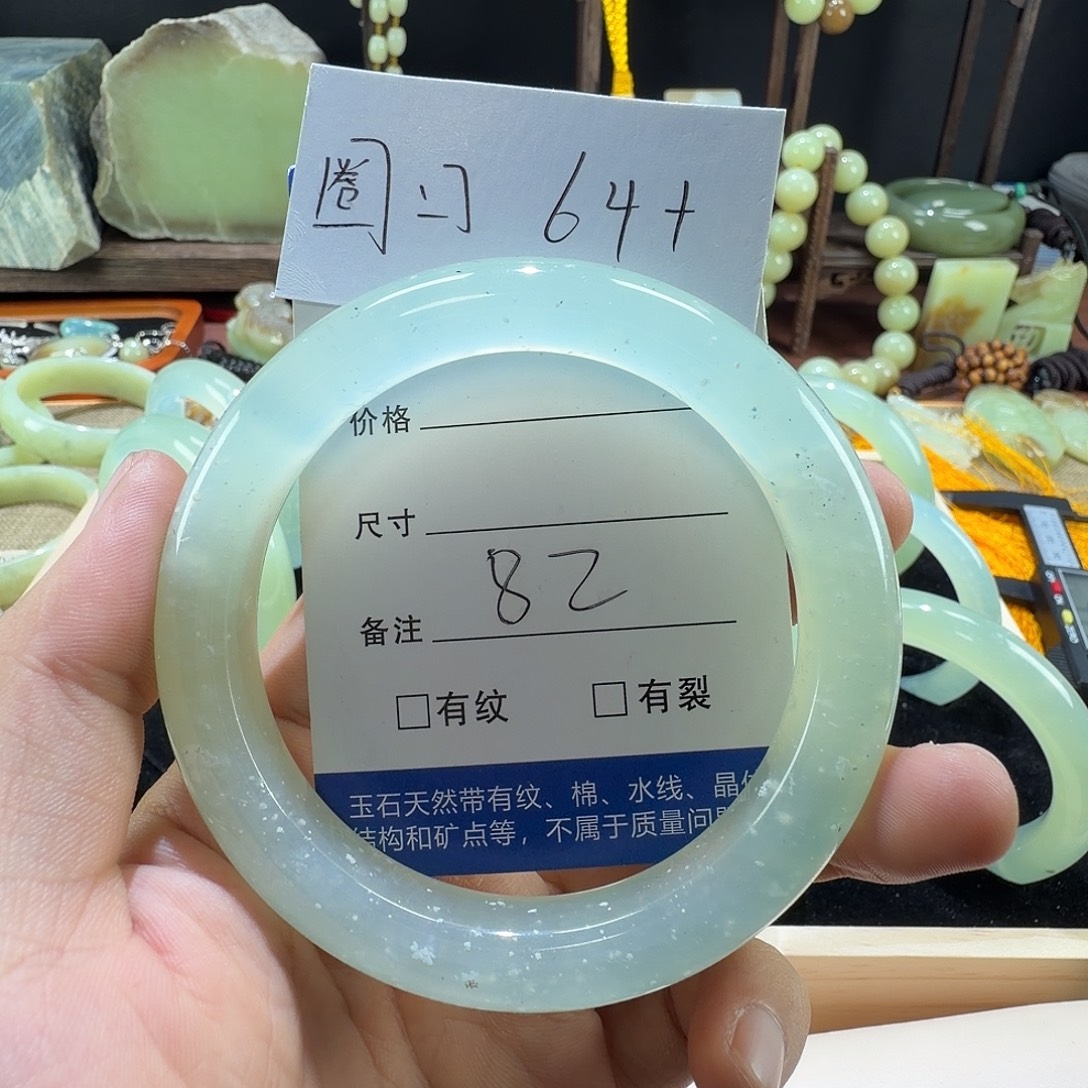 圈口 64+
价格
尺寸
82
备注
□有纹 □有裂
玉石天然带有纹、棉、水线、晶体
结构和矿点等，不属于质量问题